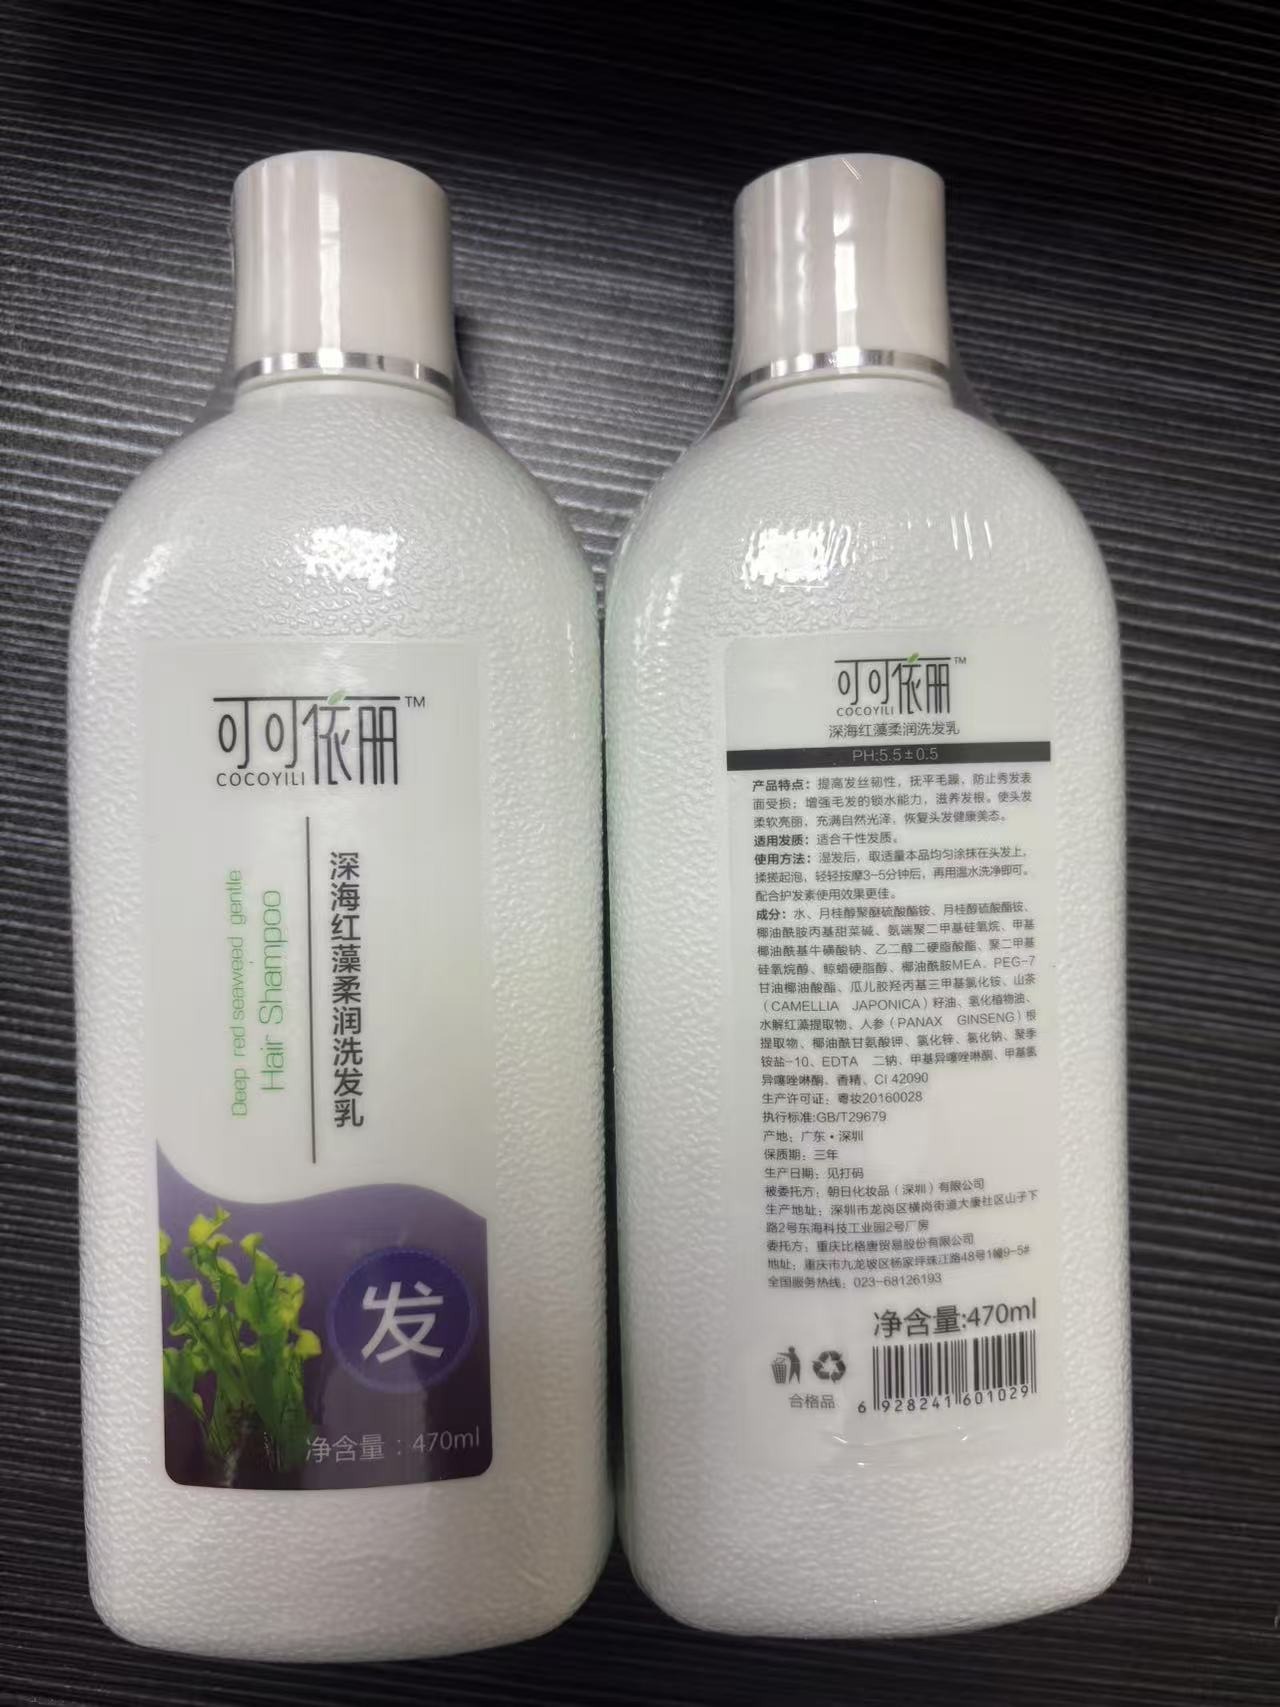 可可依丽™
COCOYILI
深海红藻柔润洗发乳
Deep red seaweed gentle
Hair Shampoo
发
净含量：470ml
可可依丽™
COCOYILI
深海红藻柔润洗发乳
PH:5.5±0.5
产品特点：提高发丝韧性，抚平毛躁，防止秀发表
面受损；增强毛发的锁水能力，滋养发根。使头发
柔软亮丽，充满自然光泽，恢复头发健康美态。
适用发质：适合干性发质。
使用方法：湿发后，取适量本品均匀涂抹在头发上，
揉搓起泡，轻轻按摩3-5分钟后，再用温水洗净即可。
配合护发素使用效果更佳。
成分：水、月桂醇聚醚硫酸酯铵、月桂醇硫酸酯铵、
椰油酰胺丙基甜菜碱、氨端聚二甲基硅氧烷、甲基
椰油酰基牛磺酸钠、乙二醇二硬脂酸酯、聚二甲基
硅氧烷醇、鲸蜡硬脂醇、椰油酰胺MEA、PEG-7
甘油椰油酸酯、瓜儿胶羟丙基三甲基氯化铵、山茶
（CAMELLIA JAPONICA）籽油、氢化植物油、
水解红藻提取物、人参（PANAX GINSENG）根
提取物、椰油酰甘氨酸钾、氯化锌、氯化钠、聚季
铵盐-10、EDTA 二钠、甲基异噻唑啉酮、甲基氯
异噻唑啉酮、香精、CI 42090
生产许可证：粤妆20160028
执行标准:GB/T29679
产地：广东·深圳
保质期：三年
生产日期：见打码
被委托方：朝日化妆品（深圳）有限公司
生产地址：深圳市龙岗区横岗街道大康社区山子下
路2号东海科技工业园2号厂房
委托方：重庆比格唐贸易股份有限公司
地址：重庆市九龙坡区杨家坪珠江路48号1幢9-5#
全国服务热线：023-68126193
净含量:470ml
合格品
6 928241 601029